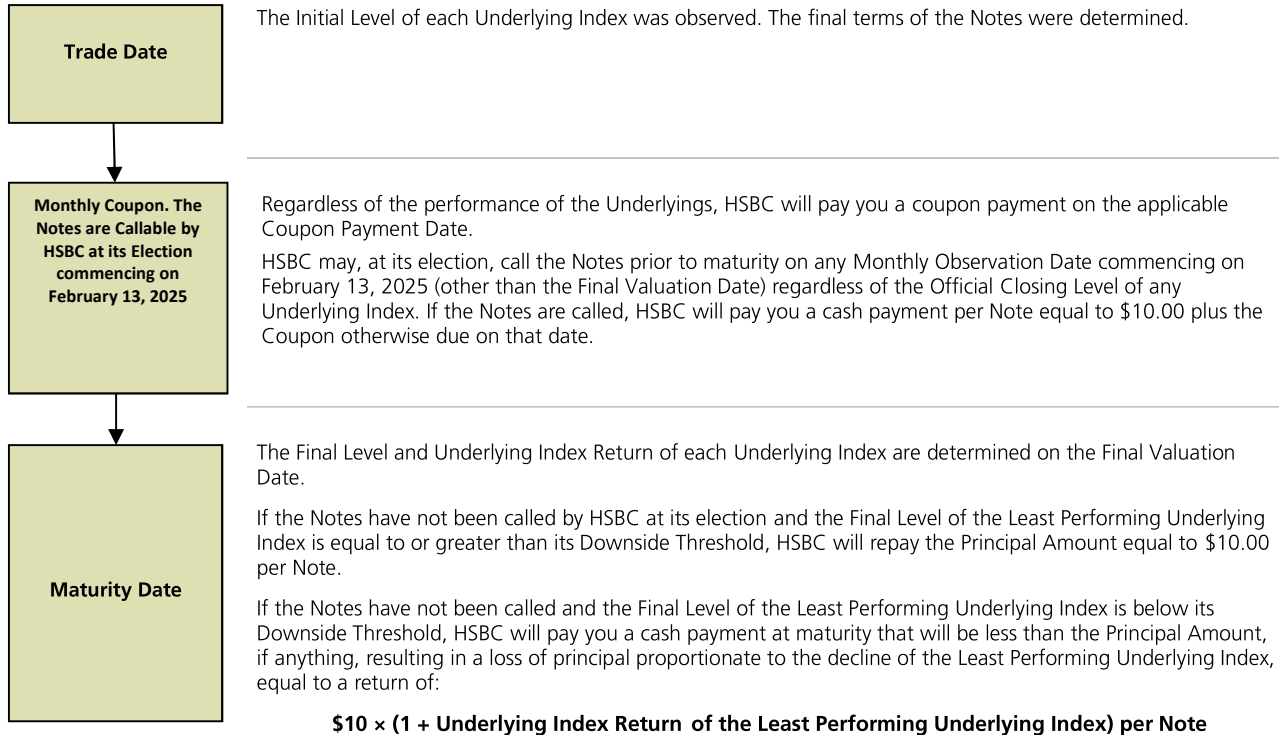 Trade Date
The Initial Level of each Underlying Index was observed. The final terms of the Notes were determined.
Monthly Coupon. The
Notes are Callable by
HSBC at its Election
commencing on
February 13, 2025
Regardless of the performance of the Underlyings, HSBC will pay you a coupon payment on the applicable
Coupon Payment Date.
HSBC may, at its election, call the Notes prior to maturity on any Monthly Observation Date commencing on
February 13, 2025 (other than the Final Valuation Date) regardless of the Official Closing Level of any
Underlying Index. If the Notes are called, HSBC will pay you a cash payment per Note equal to $10.00 plus the
Coupon otherwise due on that date.
Maturity Date
The Final Level and Underlying Index Return of each Underlying Index are determined on the Final Valuation
Date.
If the Notes have not been called by HSBC at its election and the Final Level of the Least Performing Underlying
Index is equal to or greater than its Downside Threshold, HSBC will repay the Principal Amount equal to $10.00
per Note.
If the Notes have not been called and the Final Level of the Least Performing Underlying Index is below its
Downside Threshold, HSBC will pay you a cash payment at maturity that will be less than the Principal Amount,
if anything, resulting in a loss of principal proportionate to the decline of the Least Performing Underlying Index,
equal to a return of:
$10 × (1 + Underlying Index Return of the Least Performing Underlying Index) per Note